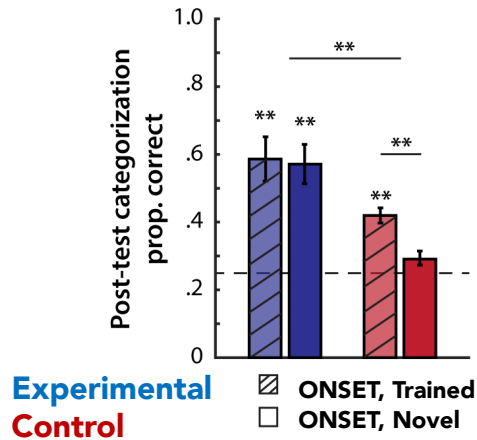 Post-test categorization
prop. correct
1.0
.8
.6
.4
.2
0
**
**
**
**
**
Experimental
Control
ONSET, Trained
ONSET, Novel